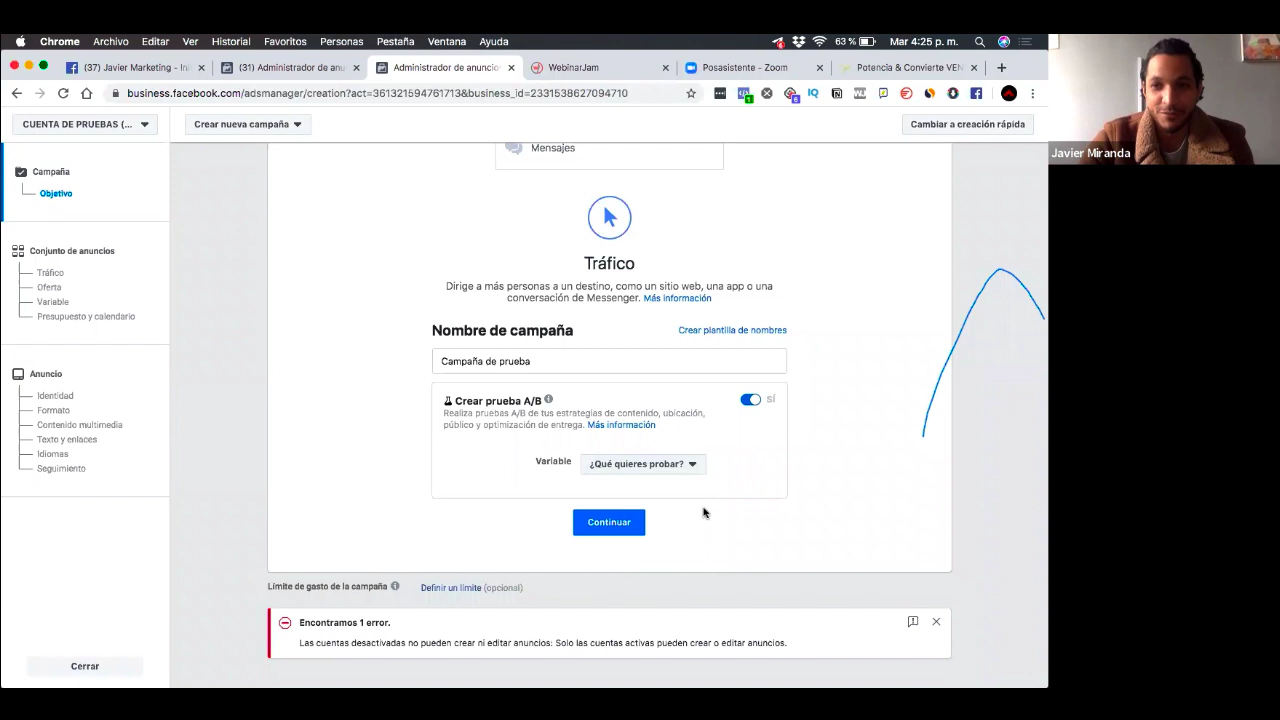 Chrome Archivo Editar Ver Historial Favoritos Personas Pestaña Ventana Ayuda
63 % Mar 4:25 p. m.
(37) Javier Marketing - Ini
(31) Administrador de anu
Administrador de anuncio
WebinarJam
Posasistente - Zoom
Potencia & Convierte VEN
business.facebook.com/adsmanager/creation?act=361321594761713&business_id=2331538627094710
CUENTA DE PRUEBAS (...
Crear nueva campaña
Cambiar a creación rápida
Javier Miranda
Mensajes
Campaña
Objetivo
Conjunto de anuncios
Tráfico
Oferta
Variable
Presupuesto y calendario
Anuncio
Identidad
Formato
Contenido multimedia
Texto y enlaces
Idiomas
Seguimiento
Cerrar
Tráfico
Dirige a más personas a un destino, como un sitio web, una app o una
conversación de Messenger. Más información
Nombre de campaña
Crear plantilla de nombres
Campaña de prueba
Crear prueba A/B
SÍ
Realiza pruebas A/B de tus estrategias de contenido, ubicación,
público y optimización de entrega. Más información
Variable
¿Qué quieres probar?
Continuar
Límite de gasto de la campaña
Definir un límite (opcional)
Encontramos 1 error.
Las cuentas desactivadas no pueden crear ni editar anuncios: Solo las cuentas activas pueden crear o editar anuncios.